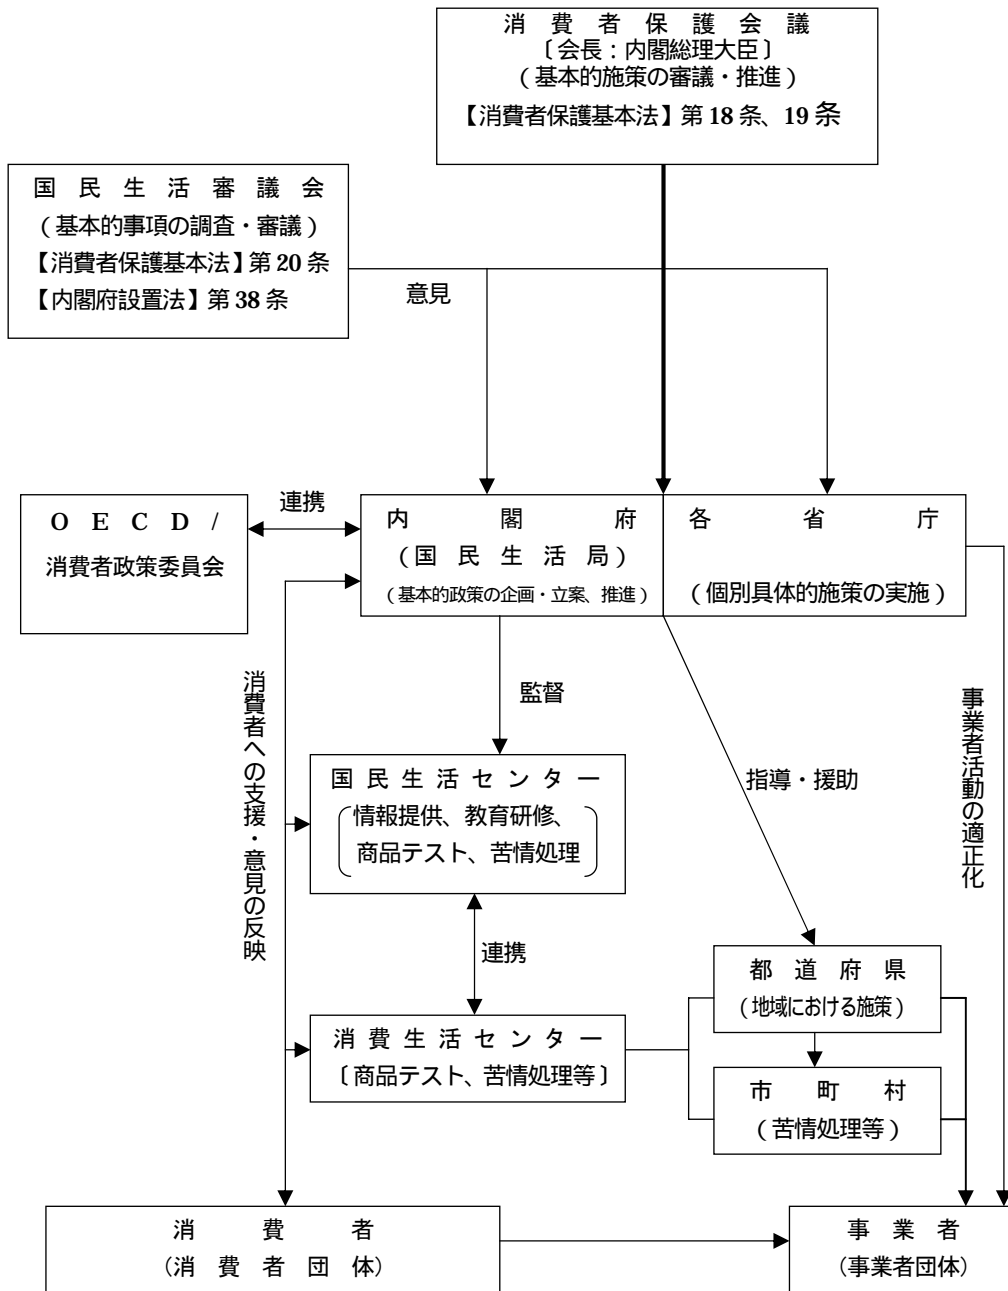 消費者保護会議
〔会長：内閣総理大臣〕
（基本的施策の審議・推進）
【消費者保護基本法】第 18 条、19 条
国民生活審議会
（基本的事項の調査・審議）
【消費者保護基本法】第 20 条
【内閣府設置法】第 38 条
意見
OECD/
消費者政策委員会
連携
内閣府
（国民生活局）
（基本的政策の企画・立案、推進）
各省庁
（個別具体的施策の実施）
消費者への支援・意見の反映
監督
指導・援助
事業者活動の適正化
国民生活センター
情報提供、教育研修、
商品テスト、苦情処理
連携
都道府県
（地域における施策）
消費生活センター
〔商品テスト、苦情処理等〕
市町村
（苦情処理等）
消費者
（消費者団体）
事業者
（事業者団体）